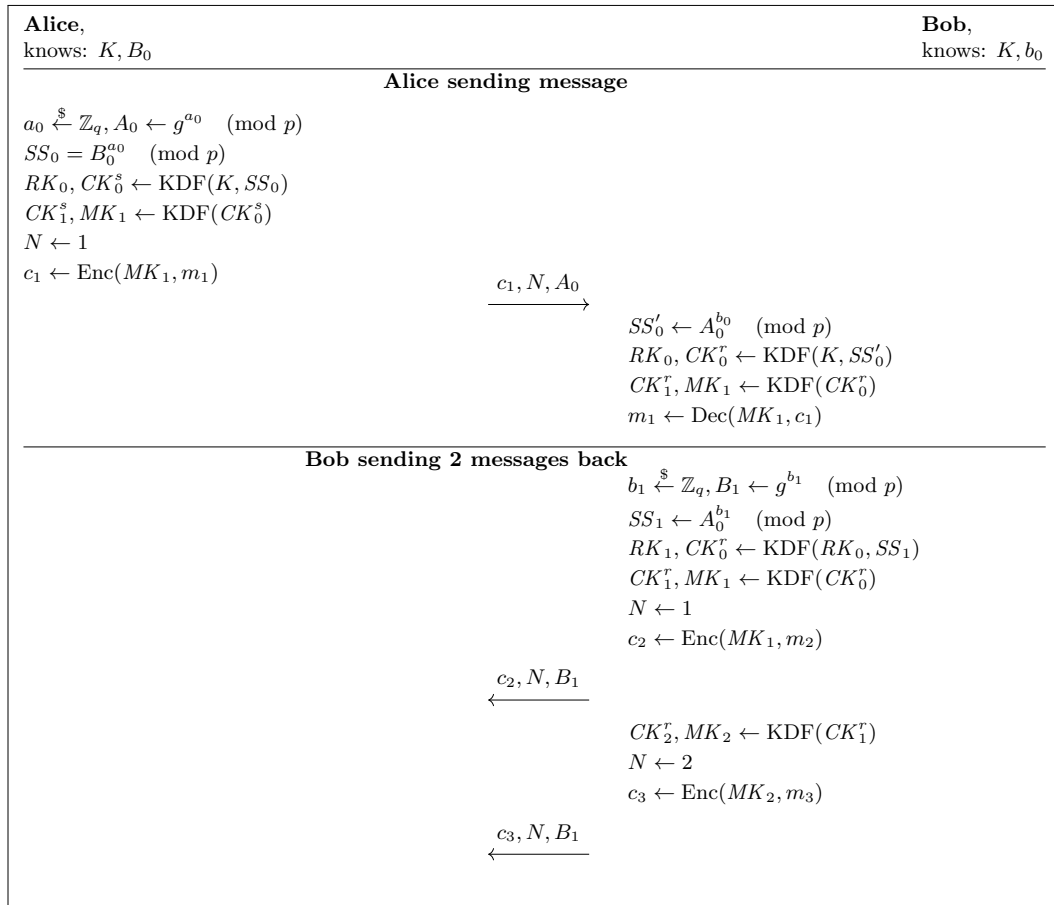 Alice,
knows: K, B₀
Bob,
knows: K, b₀
Alice sending message
a₀ ←$ ℤ_q, A₀ ← g^{a₀} (mod p)
SS₀ = B₀^{a₀} (mod p)
RK₀, CK₀^s ← KDF(K, SS₀)
CK₁^s, MK₁ ← KDF(CK₀^s)
N ← 1
c₁ ← Enc(MK₁, m₁)
c₁, N, A₀
SS₀′ ← A₀^{b₀} (mod p)
RK₀, CK₀^r ← KDF(K, SS₀′)
CK₁^r, MK₁ ← KDF(CK₀^r)
m₁ ← Dec(MK₁, c₁)
Bob sending 2 messages back
b₁ ←$ ℤ_q, B₁ ← g^{b₁} (mod p)
SS₁ ← A₀^{b₁} (mod p)
RK₁, CK₀^r ← KDF(RK₀, SS₁)
CK₁^r, MK₁ ← KDF(CK₀^r)
N ← 1
c₂ ← Enc(MK₁, m₂)
c₂, N, B₁
CK₂^r, MK₂ ← KDF(CK₁^r)
N ← 2
c₃ ← Enc(MK₂, m₃)
c₃, N, B₁